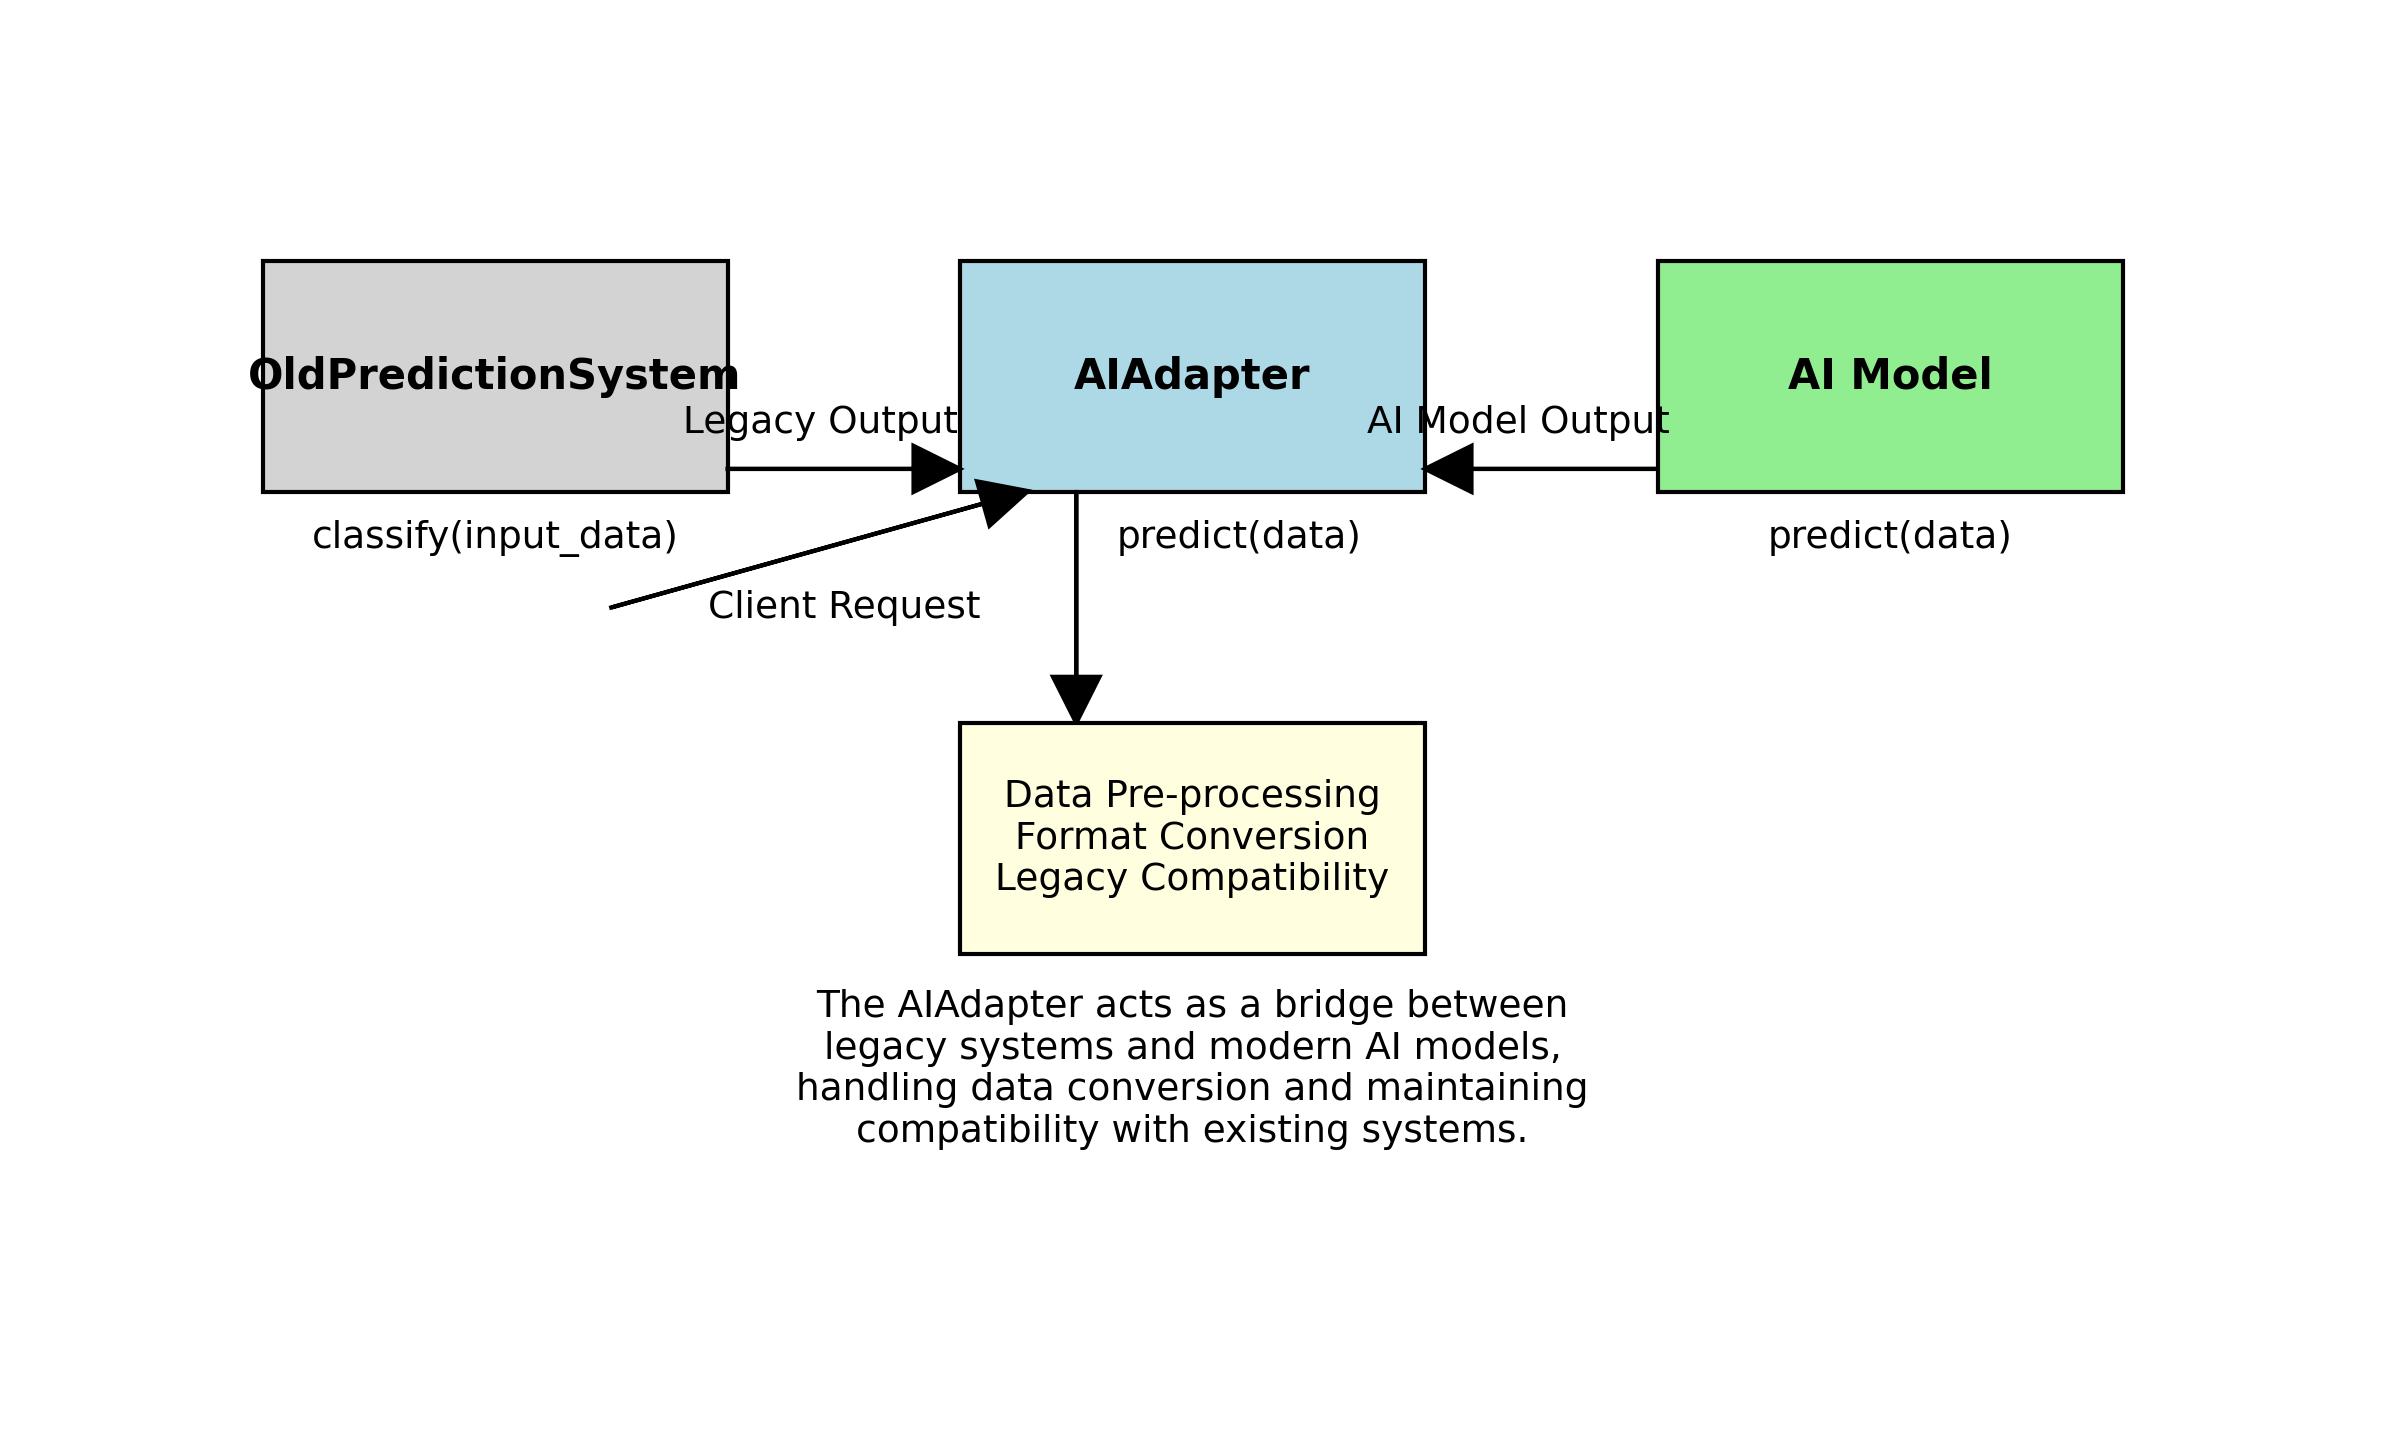 OldPredictionSystem
AIAdapter
AI Model
Legacy Output
AI Model Output
classify(input_data)
predict(data)
predict(data)
Client Request
Data Pre-processing
Format Conversion
Legacy Compatibility
The AIAdapter acts as a bridge between
legacy systems and modern AI models,
handling data conversion and maintaining
compatibility with existing systems.